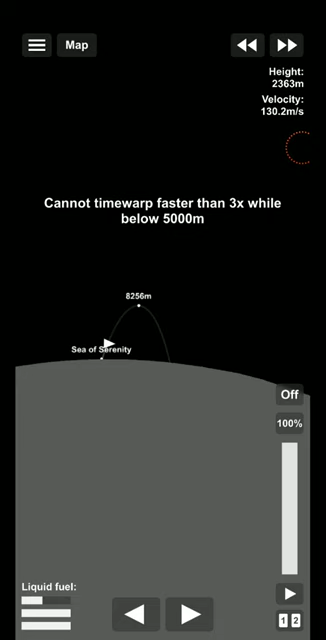 Map
Height:
2363m
Velocity:
130.2m/s
Cannot timewarp faster than 3x while
below 5000m
8256m
Sea of Serenity
Off
100%
Liquid fuel:
1 2